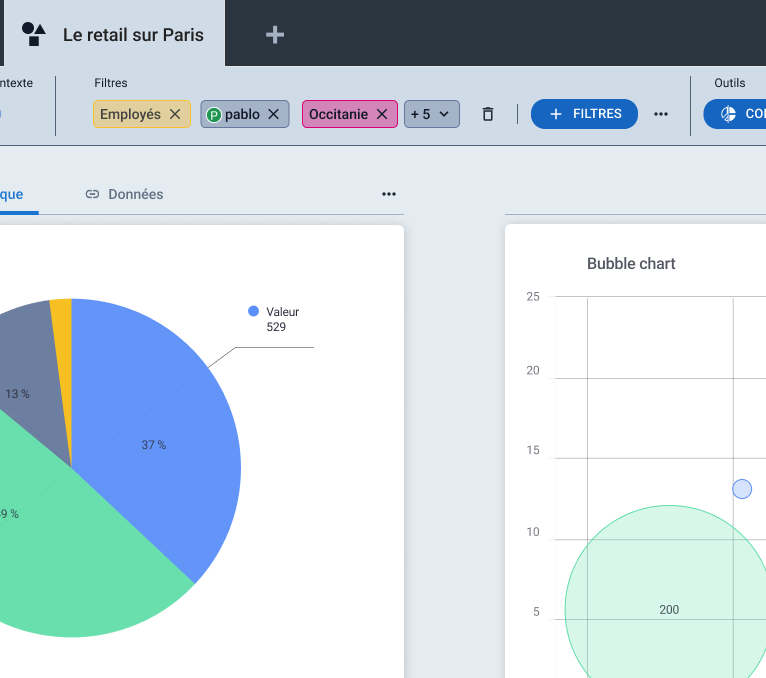 Le retail sur Paris
ntexte
Filtres
Outils
Employés
P pablo
Occitanie
+ 5
FILTRES
que
Données
Bubble chart
Valeur
529
13 %
37 %
9 %
25
20
15
10
5
200